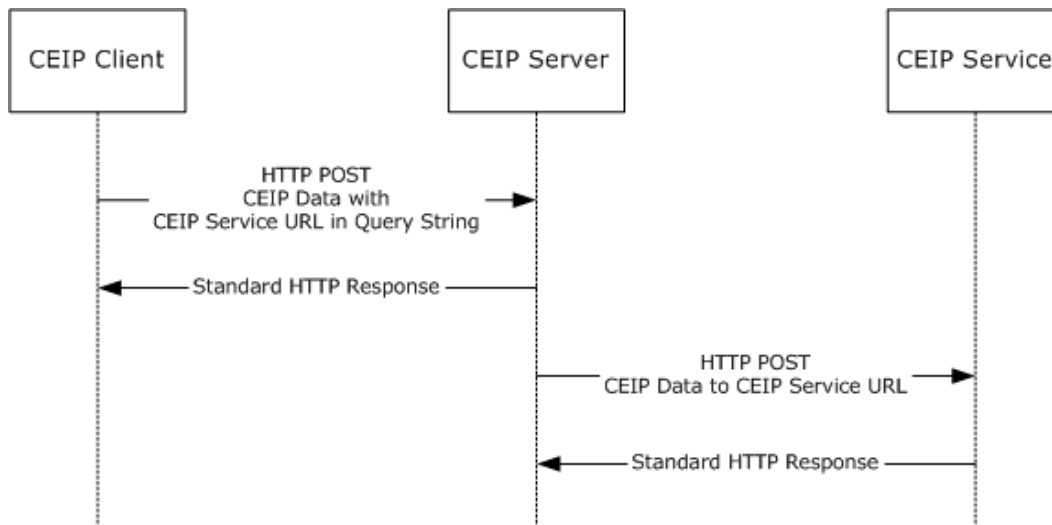 CEIP Client
CEIP Server
CEIP Service
HTTP POST
CEIP Data with
CEIP Service URL in Query String
Standard HTTP Response
HTTP POST
CEIP Data to CEIP Service URL
Standard HTTP Response